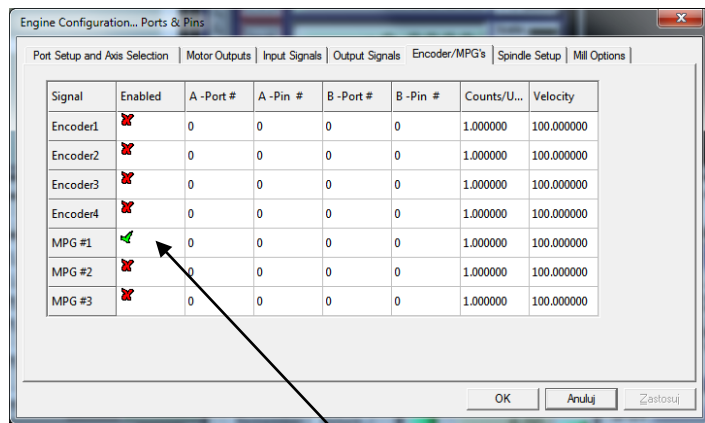 Engine Configuration... Ports & Pins
Port Setup and Axis Selection Motor Outputs Input Signals Output Signals Encoder/MPG's Spindle Setup Mill Options
Signal Enabled A -Port # A -Pin # B -Port # B -Pin # Counts/U... Velocity
Encoder1 0 0 0 0 1.000000 100.000000
Encoder2 0 0 0 0 1.000000 100.000000
Encoder3 0 0 0 0 1.000000 100.000000
Encoder4 0 0 0 0 1.000000 100.000000
MPG #1 0 0 0 0 1.000000 100.000000
MPG #2 0 0 0 0 1.000000 100.000000
MPG #3 0 0 0 0 1.000000 100.000000
OK Anuluj Zastosuj